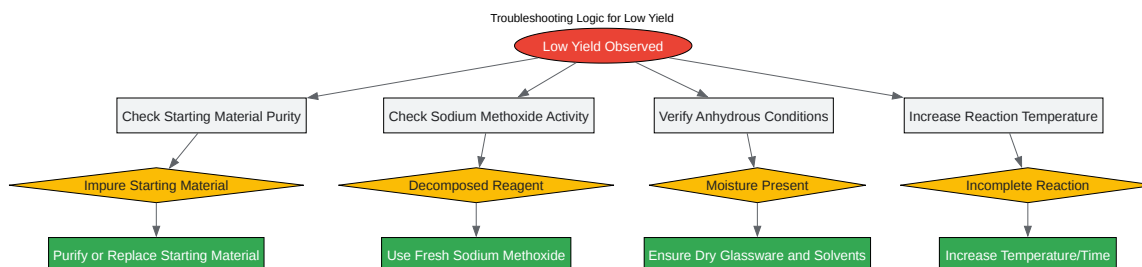 Troubleshooting Logic for Low Yield
Low Yield Observed
Check Starting Material Purity
Check Sodium Methoxide Activity
Verify Anhydrous Conditions
Increase Reaction Temperature
Impure Starting Material
Decomposed Reagent
Moisture Present
Incomplete Reaction
Purify or Replace Starting Material
Use Fresh Sodium Methoxide
Ensure Dry Glassware and Solvents
Increase Temperature/Time